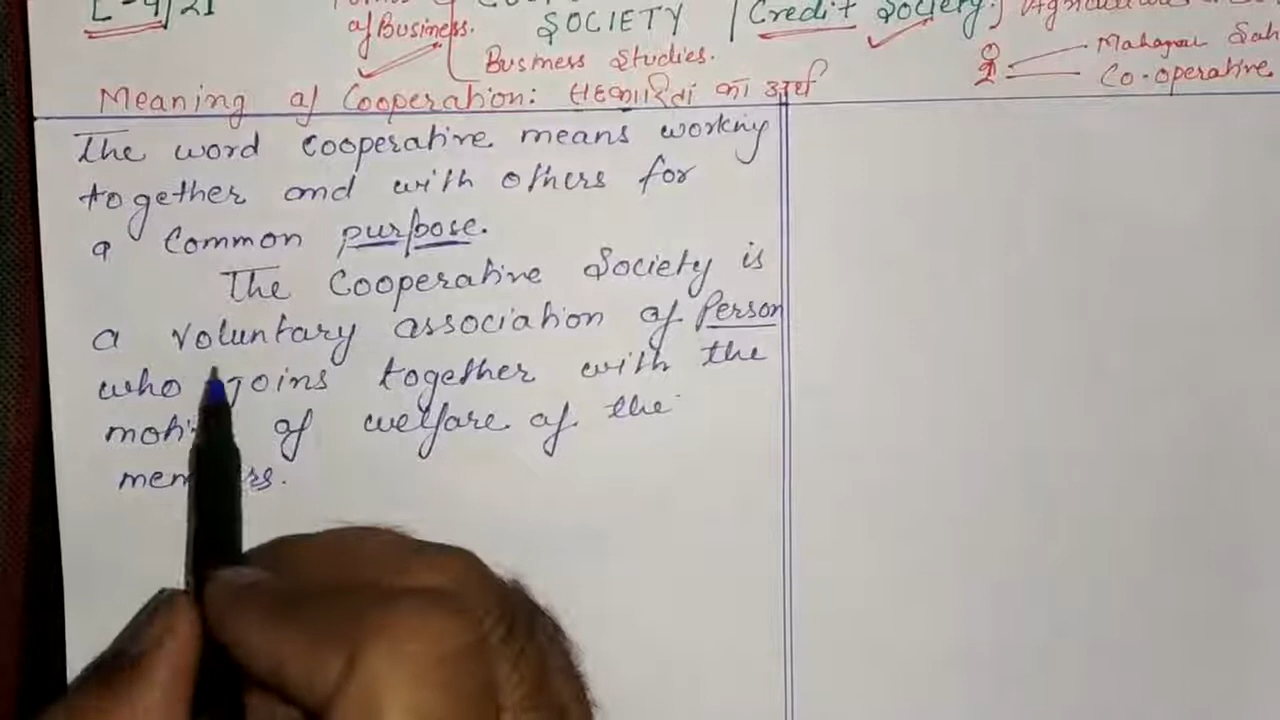 L-4/21
of Business.
SOCIETY
Credit Society,
Business Studies.
Co-operative
Meaning of Cooperation: सहकारिता का अर्थ
The word cooperative means working
together and with others for
a common purpose.
The Cooperative Society is
a voluntary association of Person
who joins together with the
of welfare of the